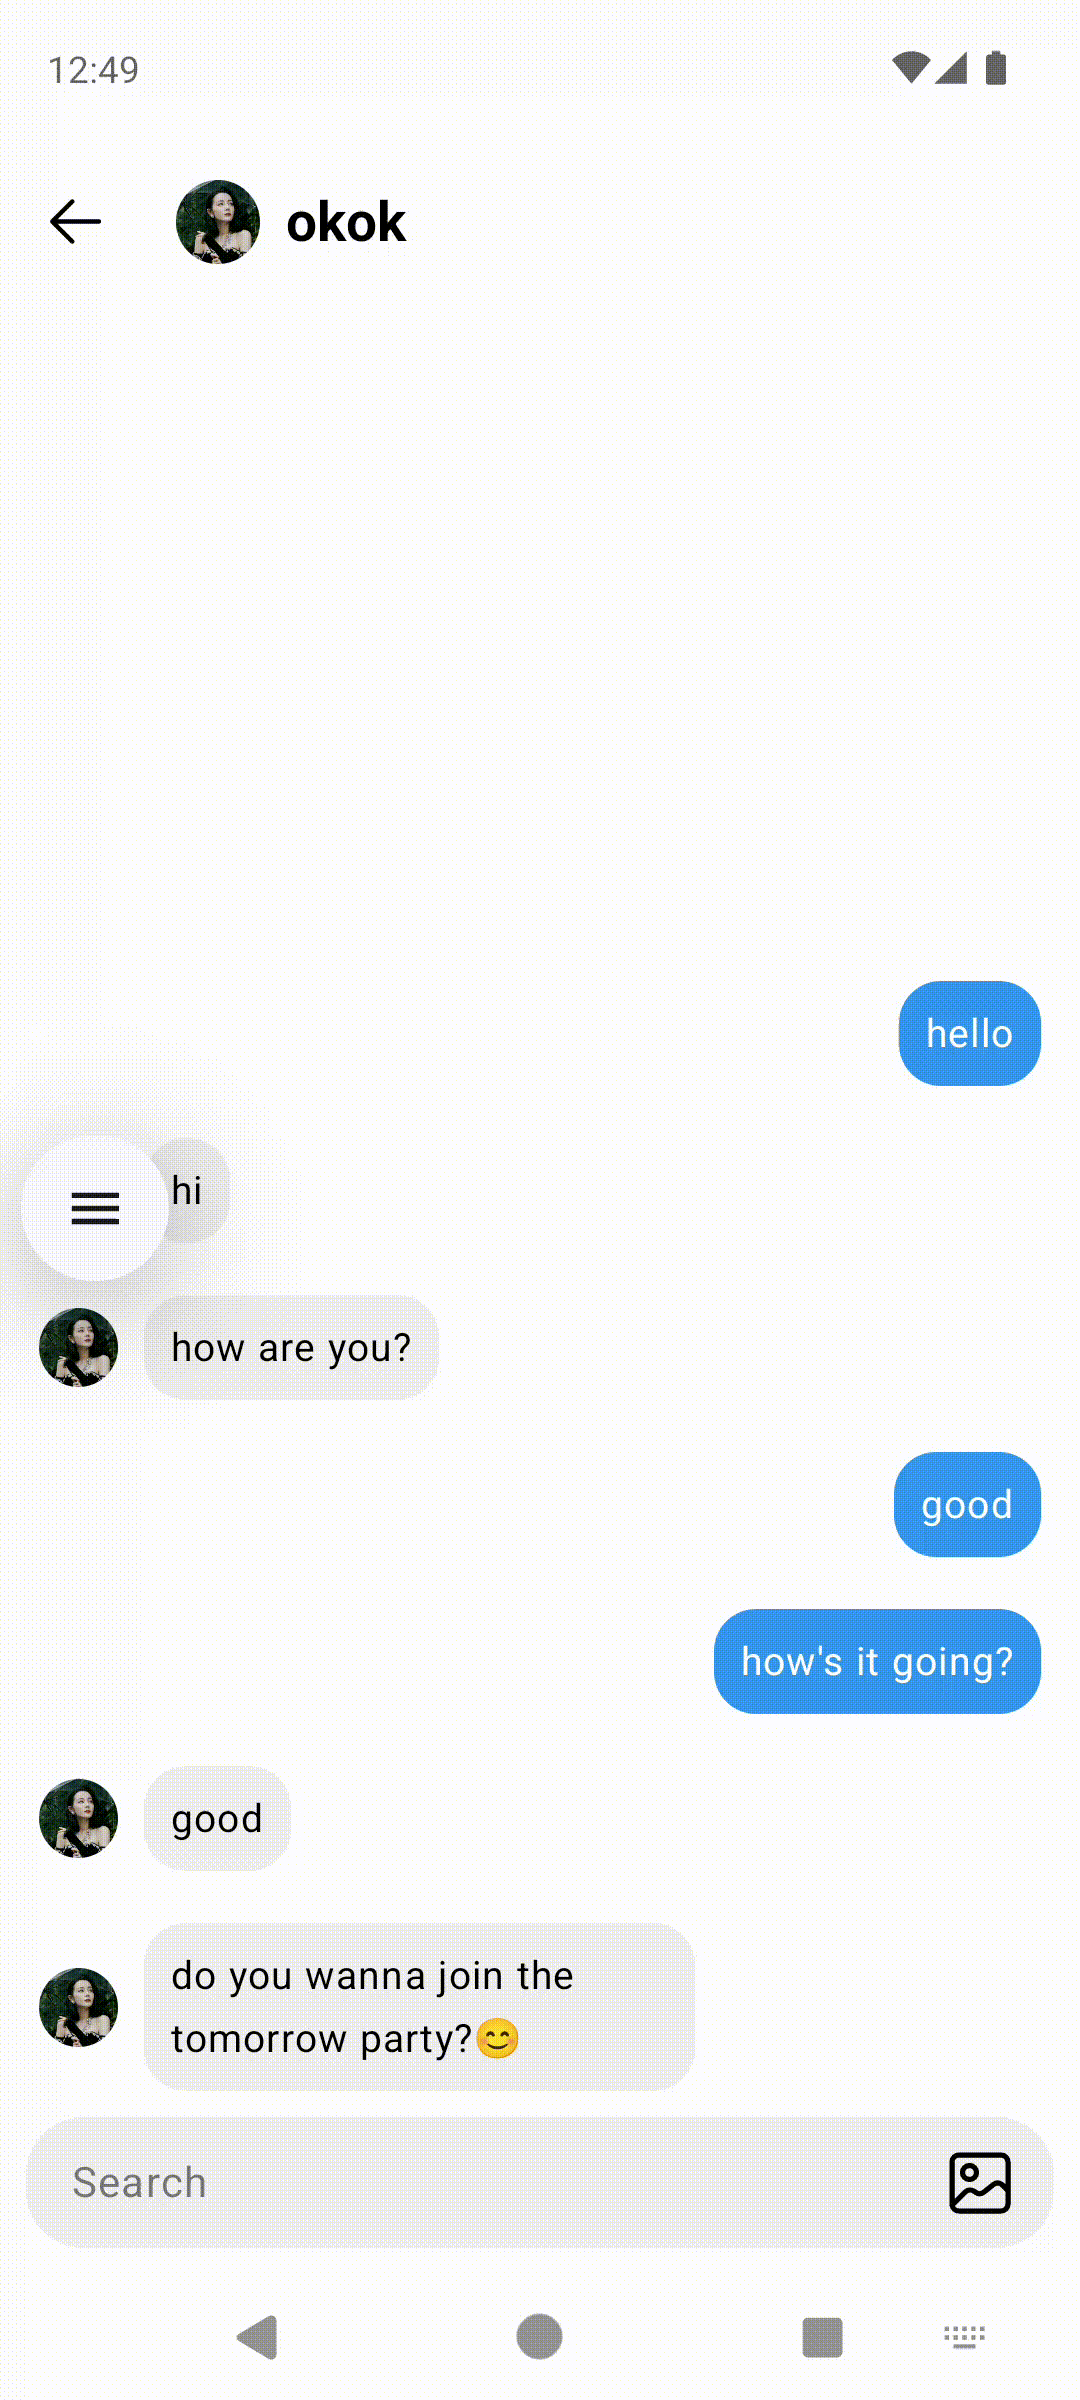 12:49
okok
hello
hi
how are you?
good
how's it going?
good
do you wanna join the
tomorrow party?😊
Search